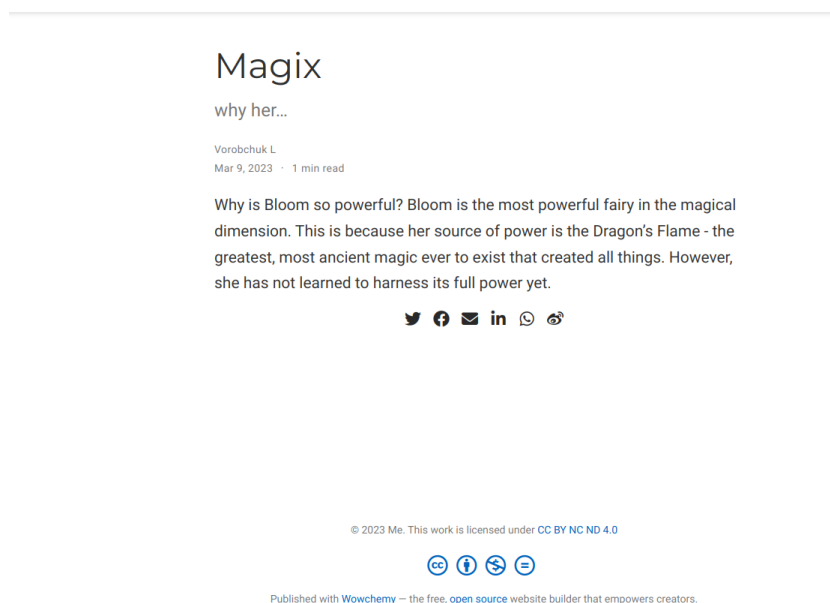 Magix
why her...
Vorobchuk L
Mar 9, 2023 · 1 min read
Why is Bloom so powerful? Bloom is the most powerful fairy in the magical
dimension. This is because her source of power is the Dragon’s Flame - the
greatest, most ancient magic ever to exist that created all things. However,
she has not learned to harness its full power yet.
© 2023 Me. This work is licensed under CC BY NC ND 4.0
Published with Wowchemy — the free, open source website builder that empowers creators.